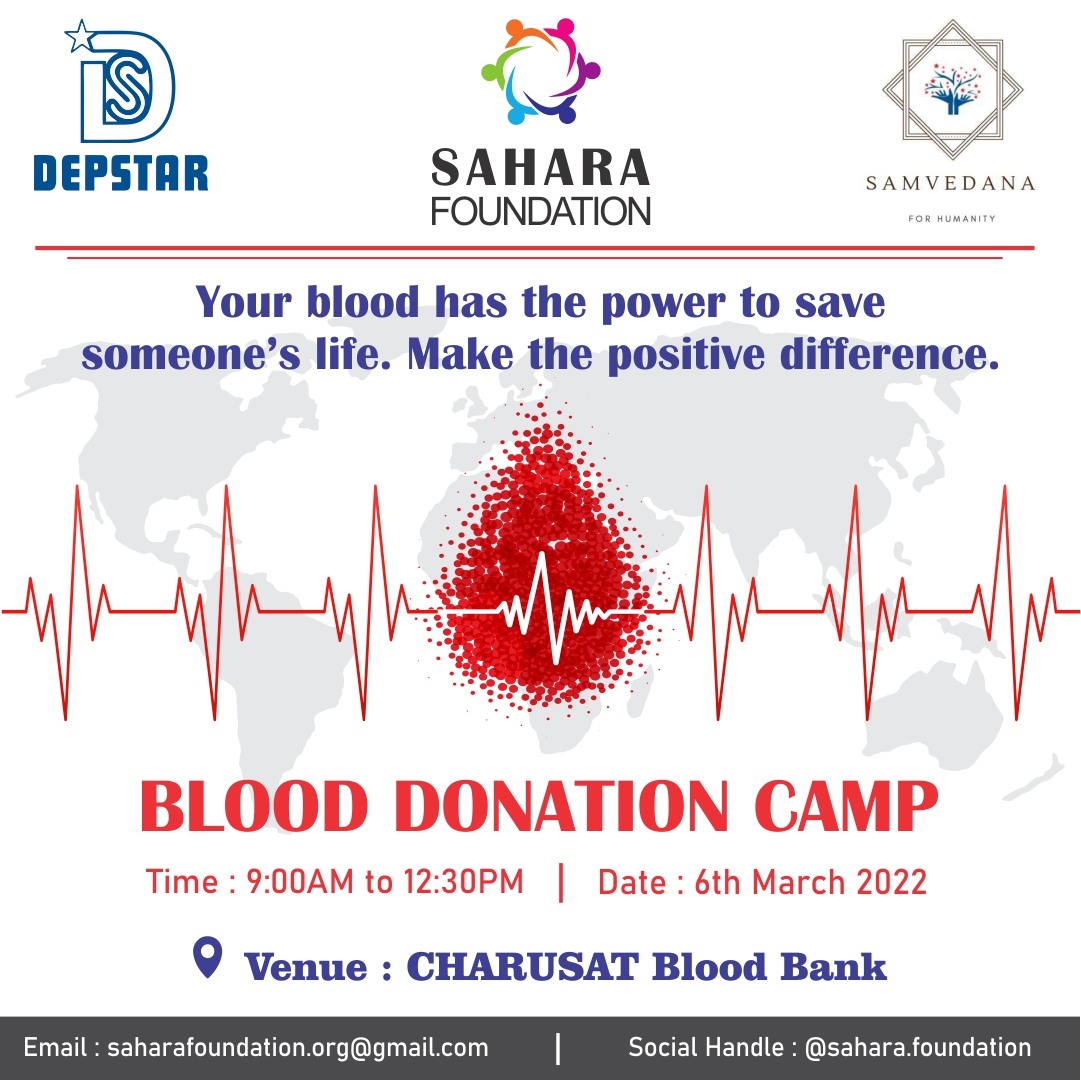 DS
DEPSTAR
SAHARA
FOUNDATION
SAMVEDANA
FOR HUMANITY
Your blood has the power to save
someone's life. Make the positive difference.
BLOOD DONATION CAMP
Time : 9:00AM to 12:30PM | Date : 6th March 2022
Venue : CHARUSAT Blood Bank
Email : saharafoundation.org@gmail.com | Social Handle : @sahara.foundation